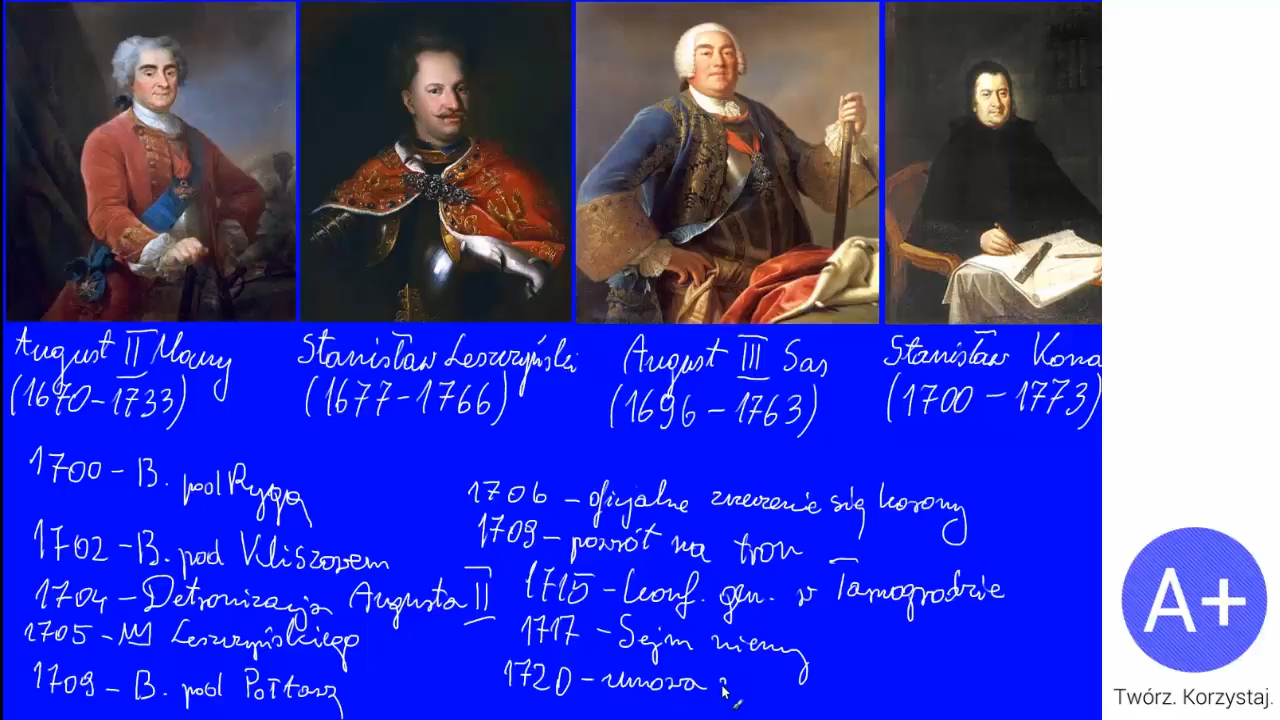 August II Mocny
(1670-1733)
Stanisław Leszczyński
(1677-1766)
August III Sas
(1696-1763)
Stanisław Kona
(1700-1773)
1700-B. pod Rygą
1702-B. pod Kliszowem
1704-Detronizacja Augusta II
1705- Leszczyńskiego
1709-B. pod Połtawą
1706-oficjalne zrzeczenie się korony
1709-powrót na tron
1715-konf. gen. w Tarnogrodzie
1717-Sejm niemy
1720-umowa
A+
Twórz. Korzystaj.